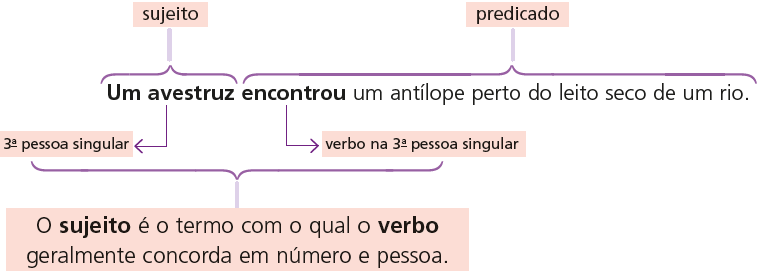 sujeito
predicado
Um avestruz encontrou um antílope perto do leito seco de um rio.
3ª pessoa singular
verbo na 3ª pessoa singular
O sujeito é o termo com o qual o verbo
geralmente concorda em número e pessoa.